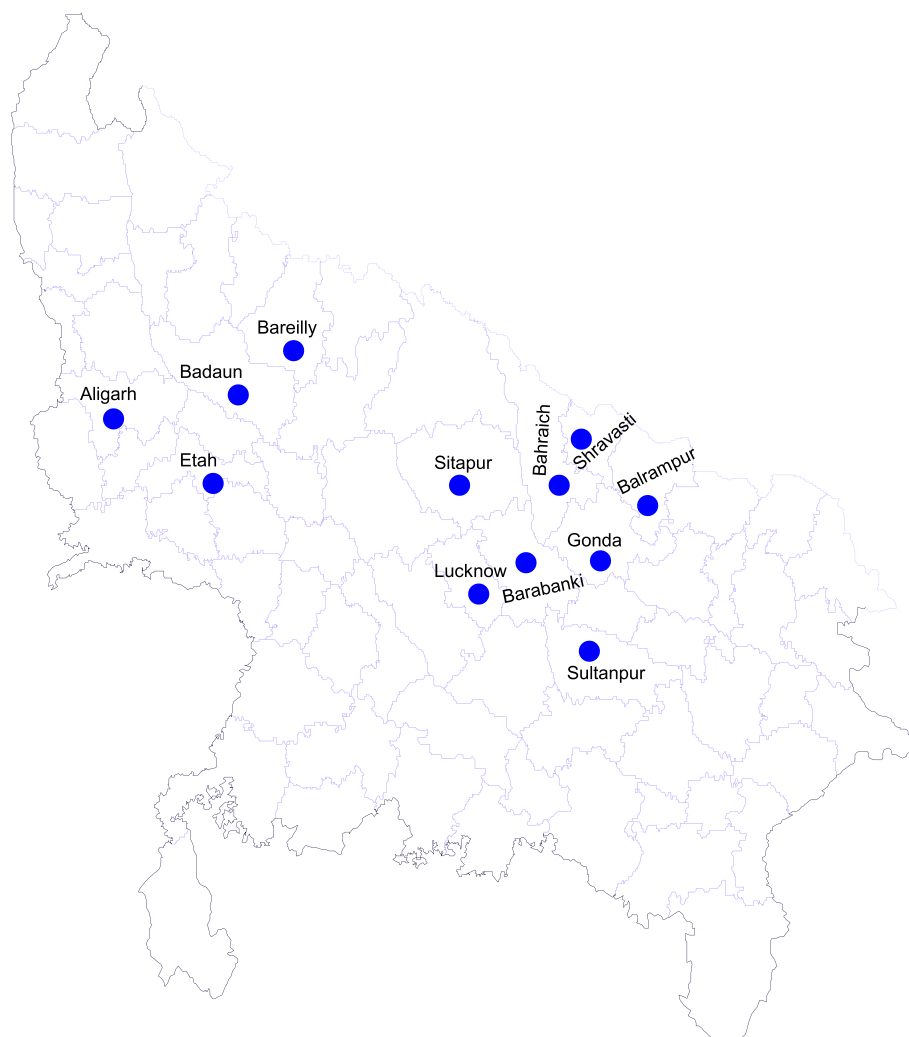 Bareilly
Badaun
Aligarh
Bahraich
Shravasti
Etah
Sitapur
Balrampur
Gonda
Lucknow
Barabanki
Sultanpur